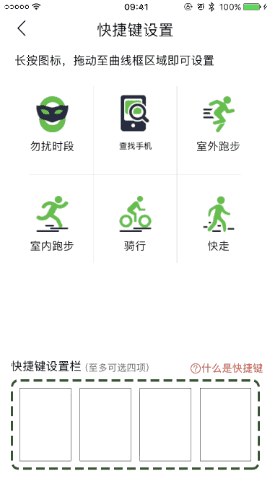 09:41
100%
快捷键设置
长按图标，拖动至曲线框区域即可设置
勿扰时段
查找手机
室外跑步
室内跑步
骑行
快走
快捷键设置栏 (至多可选四项)
?什么是快捷键